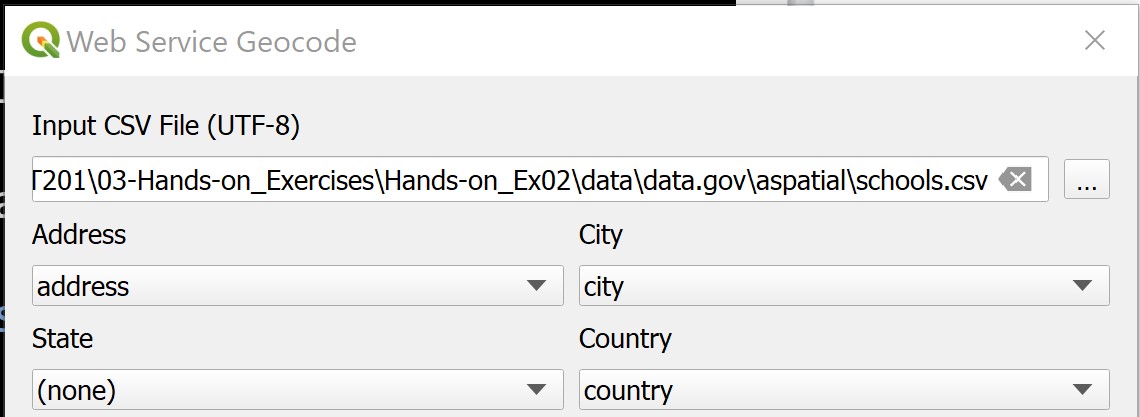 Web Service Geocode
Input CSV File (UTF-8)
T201\03-Hands-on_Exercises\Hands-on_Ex02\data\data.gov\aspatial\schools.csv
...
Address City
address city
State Country
(none) country